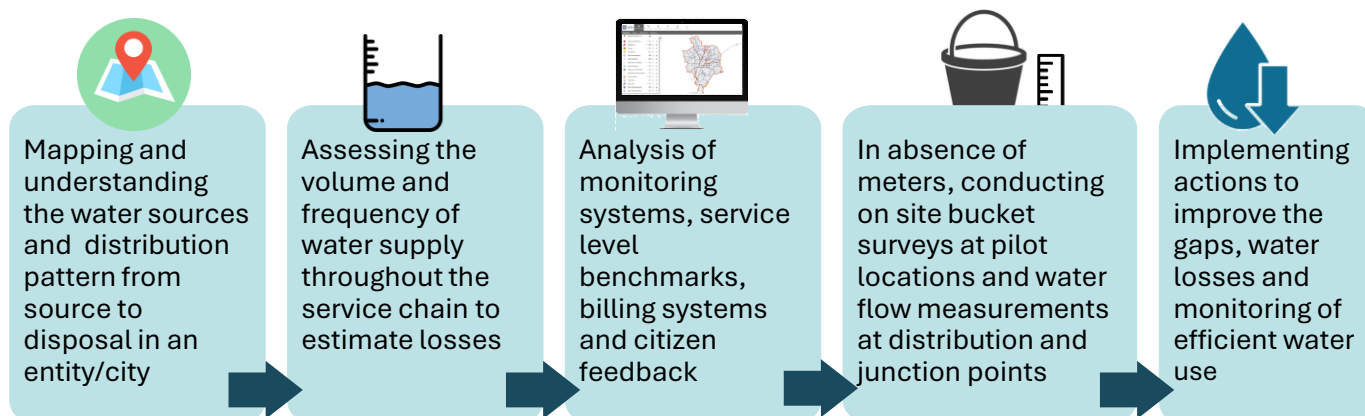 Mapping and
understanding
the water sources
and distribution
pattern from
source to
disposal in an
entity/city
Assessing the
volume and
frequency of
water supply
throughout the
service chain to
estimate losses
Analysis of
monitoring
systems, service
level
benchmarks,
billing systems
and citizen
feedback
In absence of
meters, conducting
on site bucket
surveys at pilot
locations and water
flow measurements
at distribution and
junction points
Implementing
actions to
improve the
gaps, water
losses and
monitoring of
efficient water
use